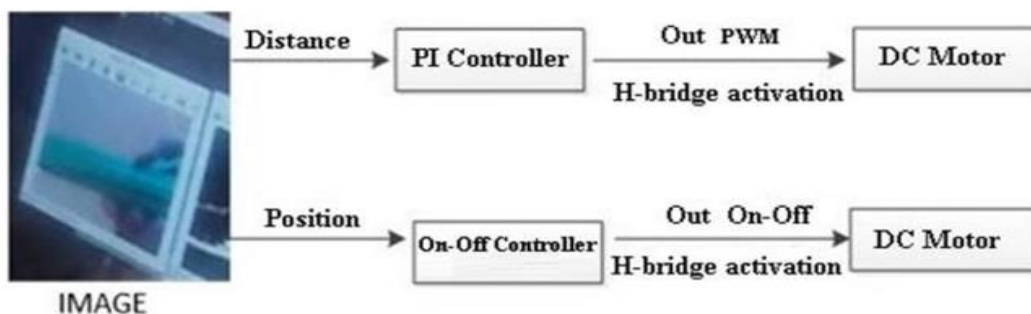 Distance
PI Controller
Out PWM
H-bridge activation
DC Motor
Position
On-Off Controller
Out On-Off
H-bridge activation
DC Motor
IMAGE